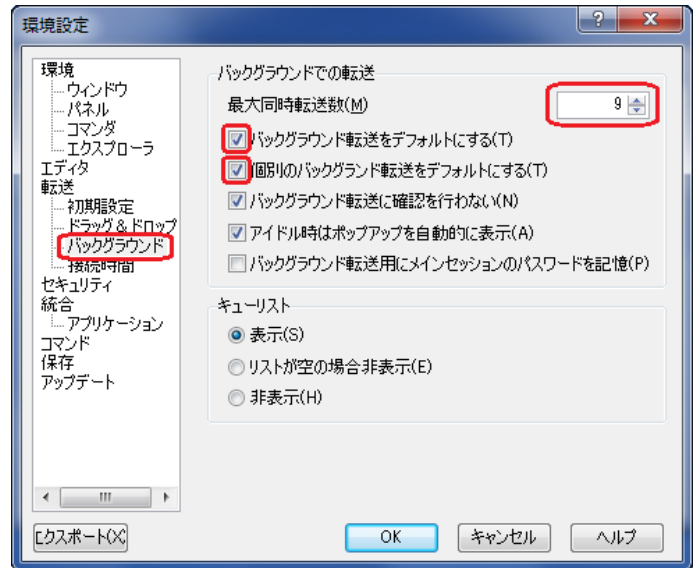 環境設定
環境
ウィンドウ
パネル
コマンダ
エクスプローラ
エディタ
転送
初期設定
ドラッグ & ドロップ
バックグラウンド
接続時間
セキュリティ
統合
アプリケーション
コマンド
保存
アップデート
バックグラウンドでの転送
最大同時転送数(M) 9
バックグラウンド転送をデフォルトにする(T)
個別のバックグランド転送をデフォルトにする(T)
バックグラウンド転送に確認を行わない(N)
アイドル時はポップアップを自動的に表示(A)
バックグラウンド転送用にメインセッションのパスワードを記憶(P)
キューリスト
表示(S)
リストが空の場合非表示(E)
非表示(H)
エクスポート(X)
OK キャンセル ヘルプ